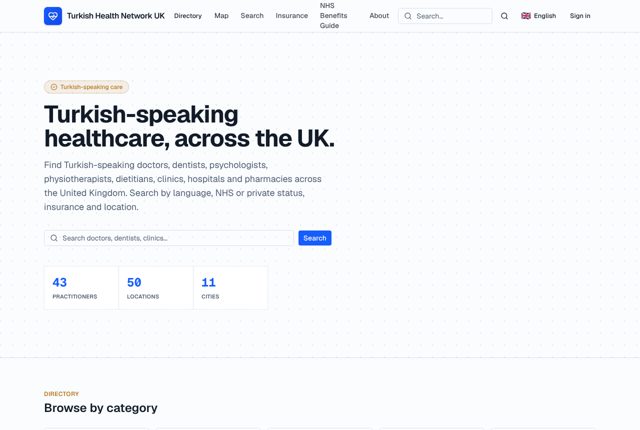 Turkish Health Network UK
Directory
Map
Search
Insurance
NHS
Benefits
Guide
About
Search...
English
Sign in
Turkish-speaking care
Turkish-speaking
healthcare, across the UK.
Find Turkish-speaking doctors, dentists, psychologists,
physiotherapists, dietitians, clinics, hospitals and pharmacies across
the United Kingdom. Search by language, NHS or private status,
insurance and location.
Search doctors, dentists, clinics...
Search
43
PRACTITIONERS
50
LOCATIONS
11
CITIES
DIRECTORY
Browse by category